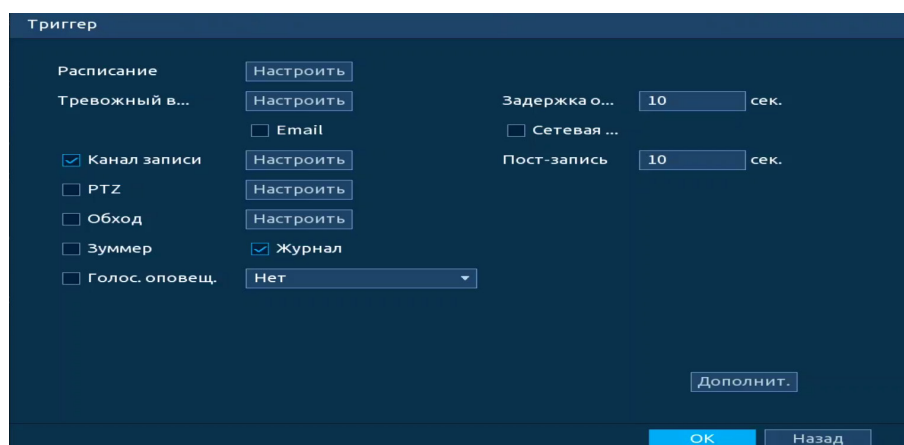 Триггер
Расписание Настроить
Тревожный в... Настроить Задержка о... 10 сек.
Email Сетевая ...
Канал записи Настроить Пост-запись 10 сек.
PTZ Настроить
Обход Настроить
Зуммер Журнал
Голос. оповещ. Нет
Дополнит.
OK Назад